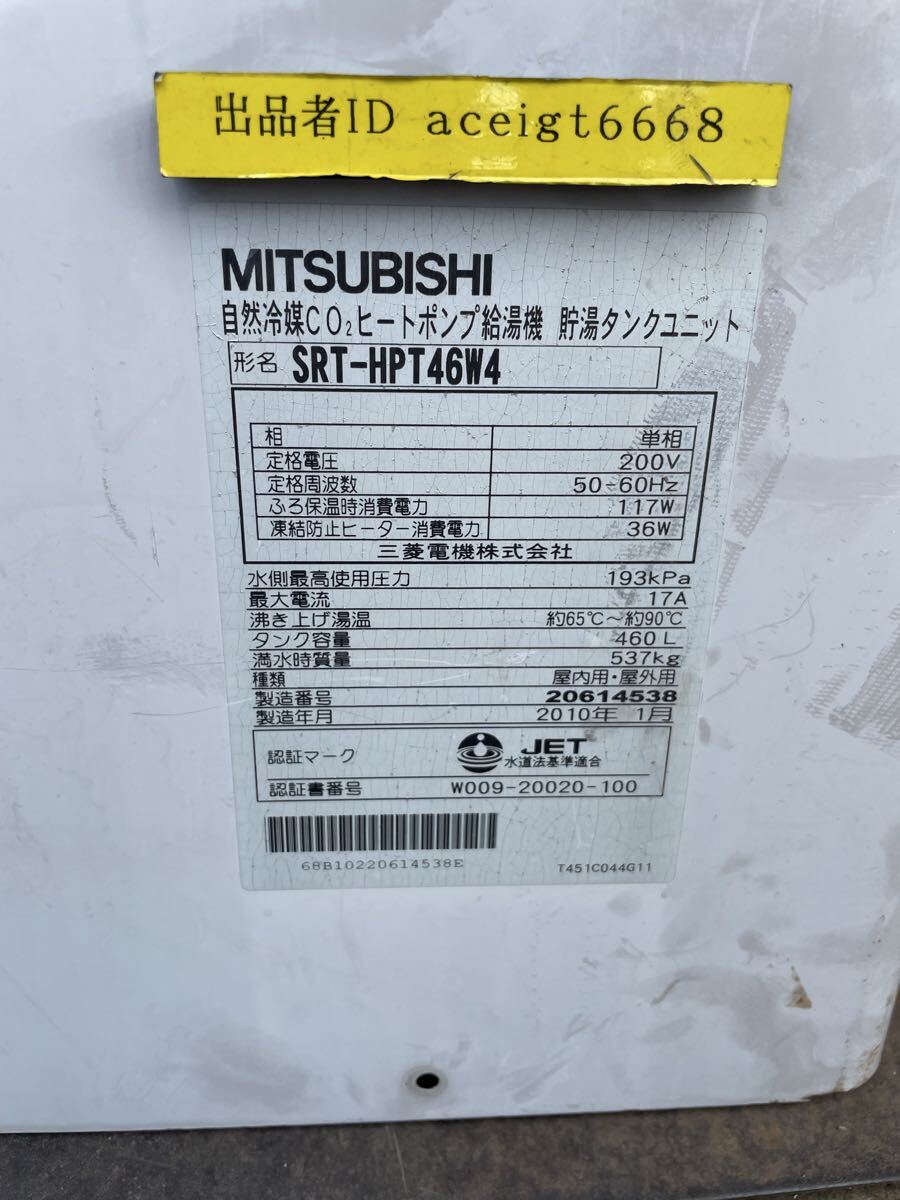 出品者ID aceigt6668
MITSUBISHI
自然冷媒CO₂ヒートポンプ給湯機 貯湯タンクユニット
形名 SRT-HPT46W4
相 単相
定格電圧 200V
定格周波数 50-60Hz
ふろ保温時消費電力 117W
凍結防止ヒーター消費電力 36W
三菱電機株式会社
水側最高使用圧力 193kPa
最大電流 17A
沸き上げ湯温 約65℃～約90℃
タンク容量 460L
満水時質量 537kg
種類 屋内用・屋外用
製造番号 20614538
製造年月 2010年 1月
認証マーク JET
水道法基準適合
認証書番号 W009-20020-100
68B10220614538E
T451C044G11